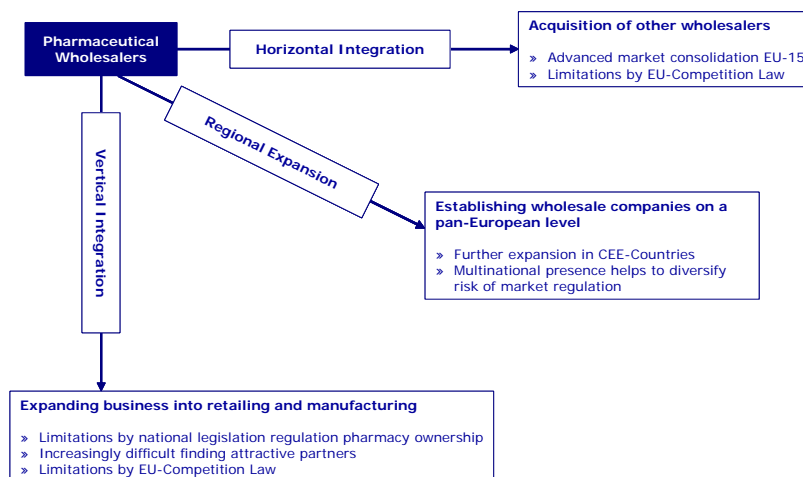 Pharmaceutical
Wholesalers
Horizontal Integration
Acquisition of other wholesalers
» Advanced market consolidation EU-15
» Limitations by EU-Competition Law
Regional Expansion
Vertical Integration
Establishing wholesale companies on a
pan-European level
» Further expansion in CEE-Countries
» Multinational presence helps to diversify
risk of market regulation
Expanding business into retailing and manufacturing
» Limitations by national legislation regulation pharmacy ownership
» Increasingly difficult finding attractive partners
» Limitations by EU-Competition Law